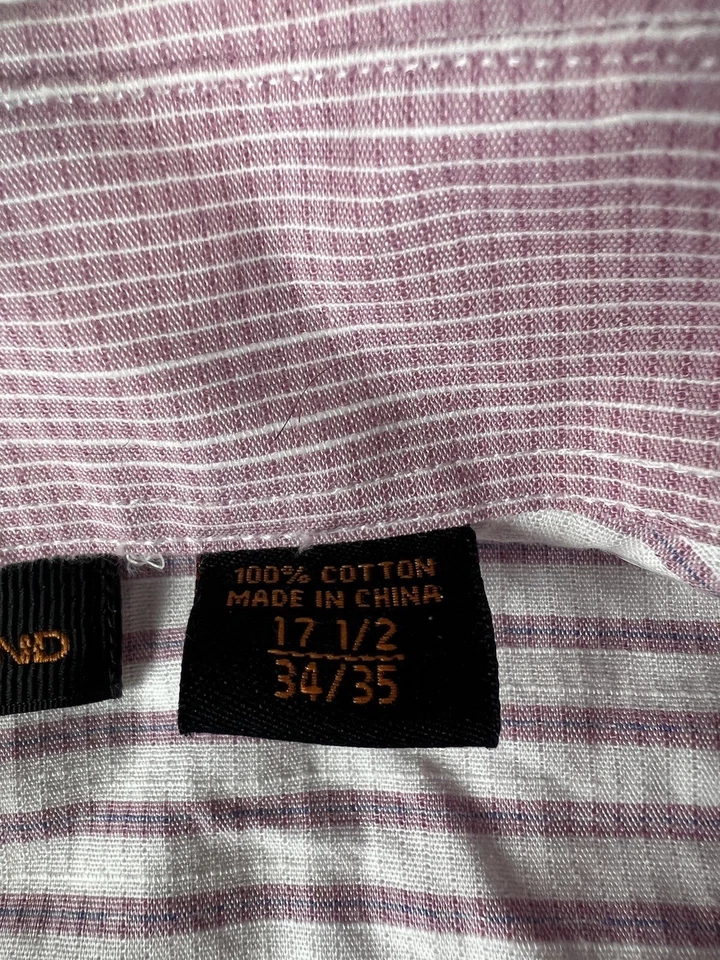 100% COTTON
MADE IN CHINA
17 1/2
34/35